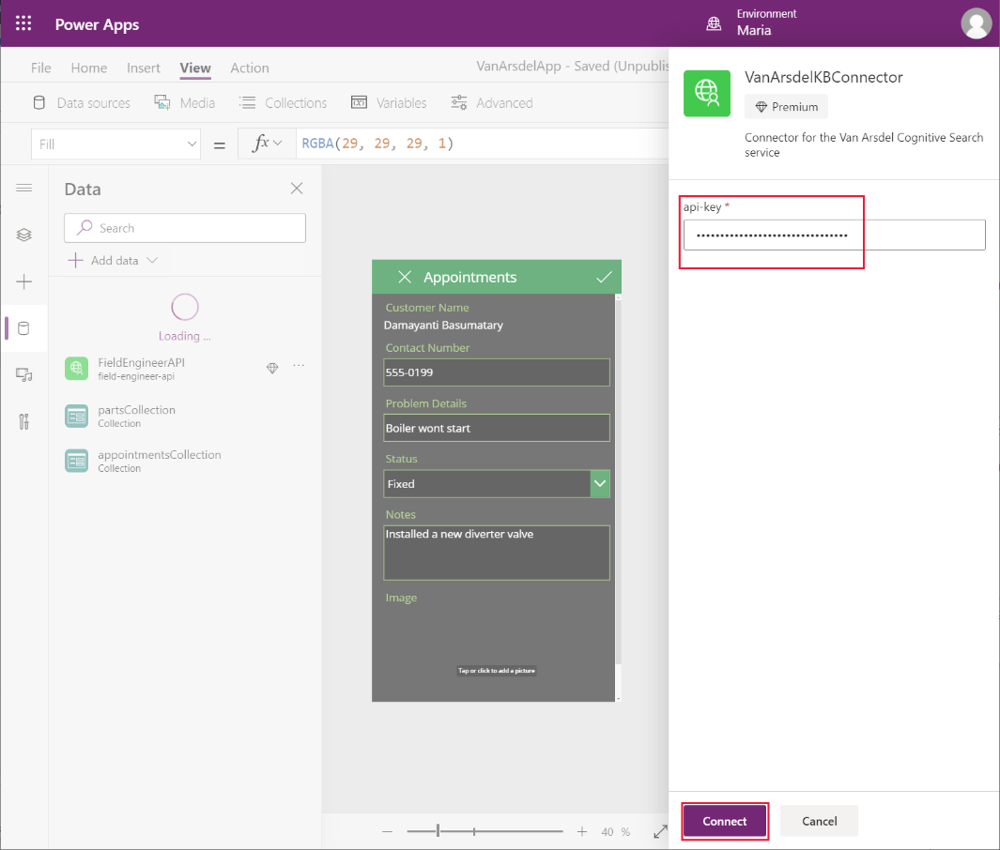 Power Apps
Environment
Maria
File Home Insert View Action
VanArsdelApp - Saved (Unpublis
Data sources Media Collections Variables Advanced
Fill = fx RGBA(29, 29, 29, 1)
Data
Search
Add data
Loading ...
FieldEngineerAPI
field-engineer-api
partsCollection
Collection
appointmentsCollection
Collection
Appointments
Customer Name
Damayanti Basumatary
Contact Number
555-0199
Problem Details
Boiler wont start
Status
Fixed
Notes
Installed a new diverter valve
Image
Tap or click to add a picture
40 %
VanArsdelKBConnector
Premium
Connector for the Van Arsdel Cognitive Search
service
api-key *
••••••••••••••••••••••••••••••••
Connect Cancel